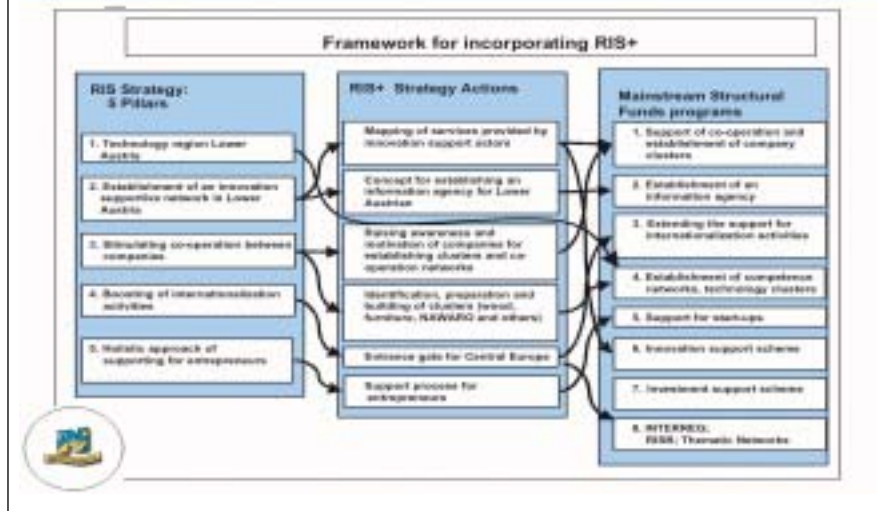 Framework for incorporating RIS+
RIS Strategy:
5 Pillars
1. Technology region Lower
Austria
2. Establishment of an innovation
supportive network in Lower
Austria
3. Stimulating co-operation between
companies
4. Boosting of internationalization
activities
5. Holistic approach of
supporting for entrepreneurs
RIS+ Strategy Actions
Mapping of services provided by
innovation support actors
Concept for establishing an
information agency for Lower
Austrian
Raising awareness and
motivation of companies for
establishing clusters and co-
operation networks
Identification, preparation and
building of clusters (wood,
furniture, NAWARO and others)
Entrance gate for Central Europe
Support process for
entrepreneurs
Mainstream Structural
Funds programs
1. Support of co-operation and
establishment of company
clusters
2. Establishment of an
information agency
3. Extending the support for
internationalization activities
4. Establishment of competence
networks, technology clusters
5. Support for start-ups
6. Innovation support scheme
7. Investment support scheme
8. INTERREG;
RISB; Thematic Networks